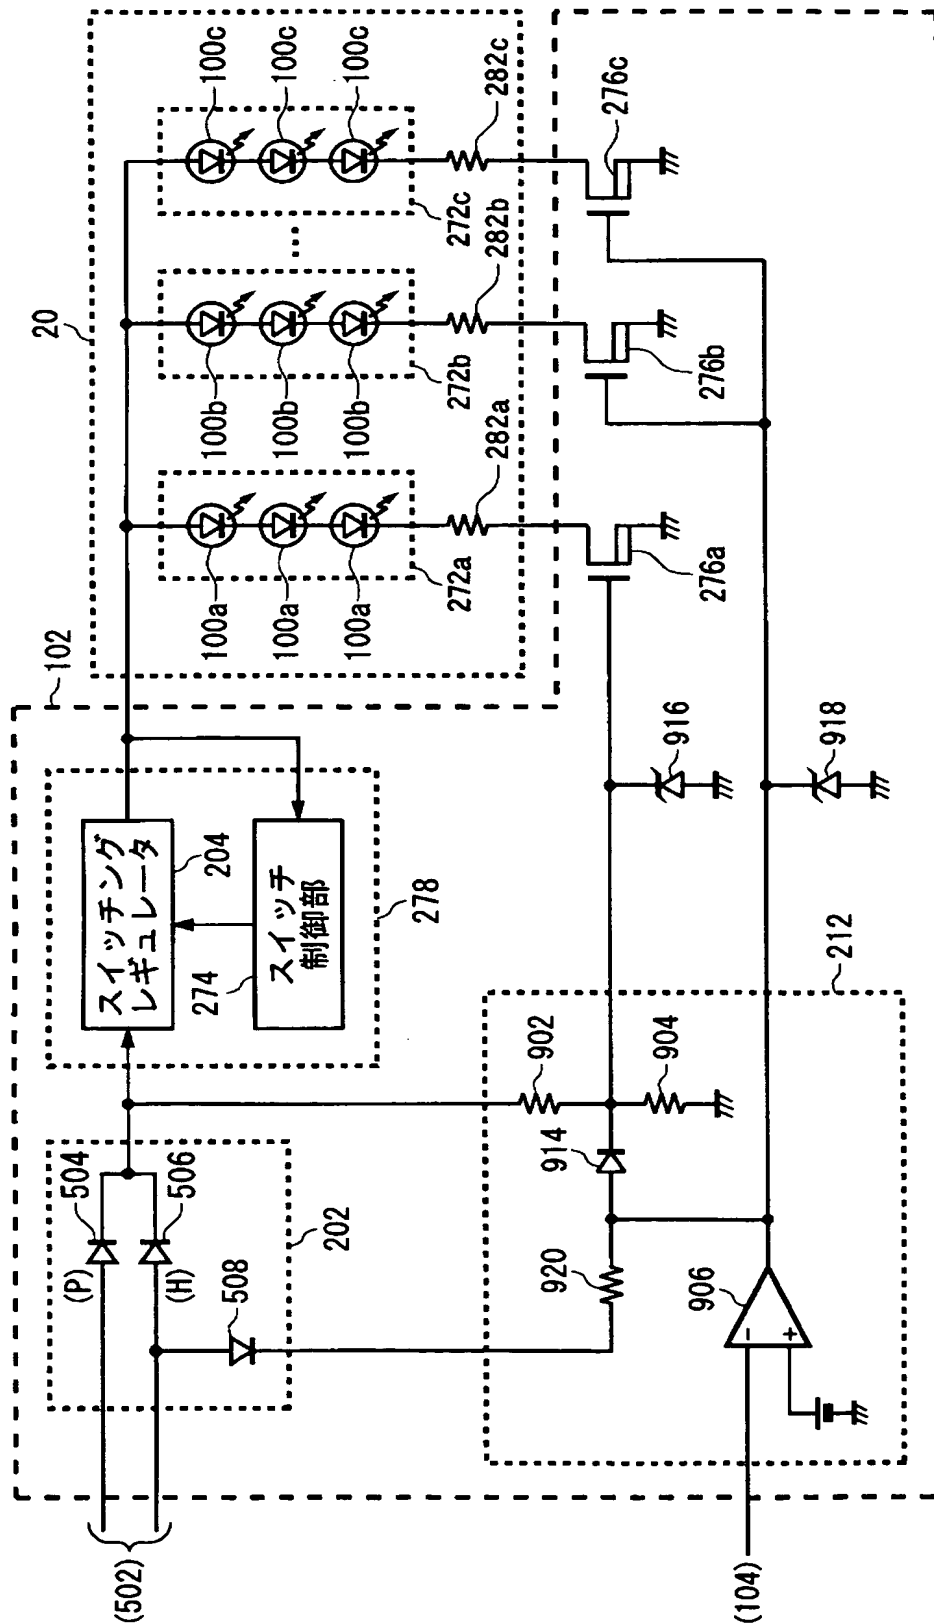 20
100c
100c
100c
100b
100b
100b
100a
100a
100a
272c
272b
272a
282c
282b
282a
276c
276b
276a
102
スイッチング
レギュレータ
204
274
スイッチ
制御部
278
504
506
(P)
(H)
508
202
(502)
902
904
914
920
906
-
+
212
916
918
(104)